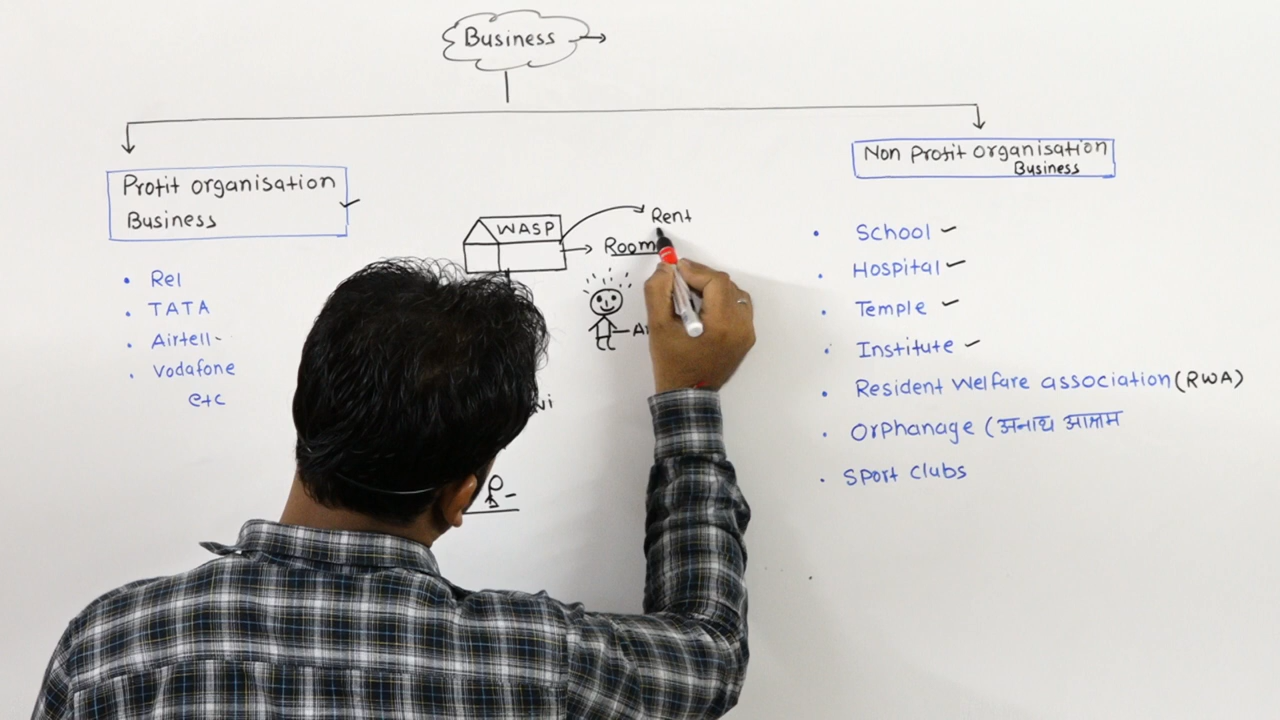 Business
Profit organisation
Business
Non Profit organisation
Business
Rel
TATA
Airtell
Vodafone
etc
WASP
Rent
Room
School
Hospital
Temple
Institute
Resident Welfare association (RWA)
Orphanage (अनाथ आश्रम
Sport clubs